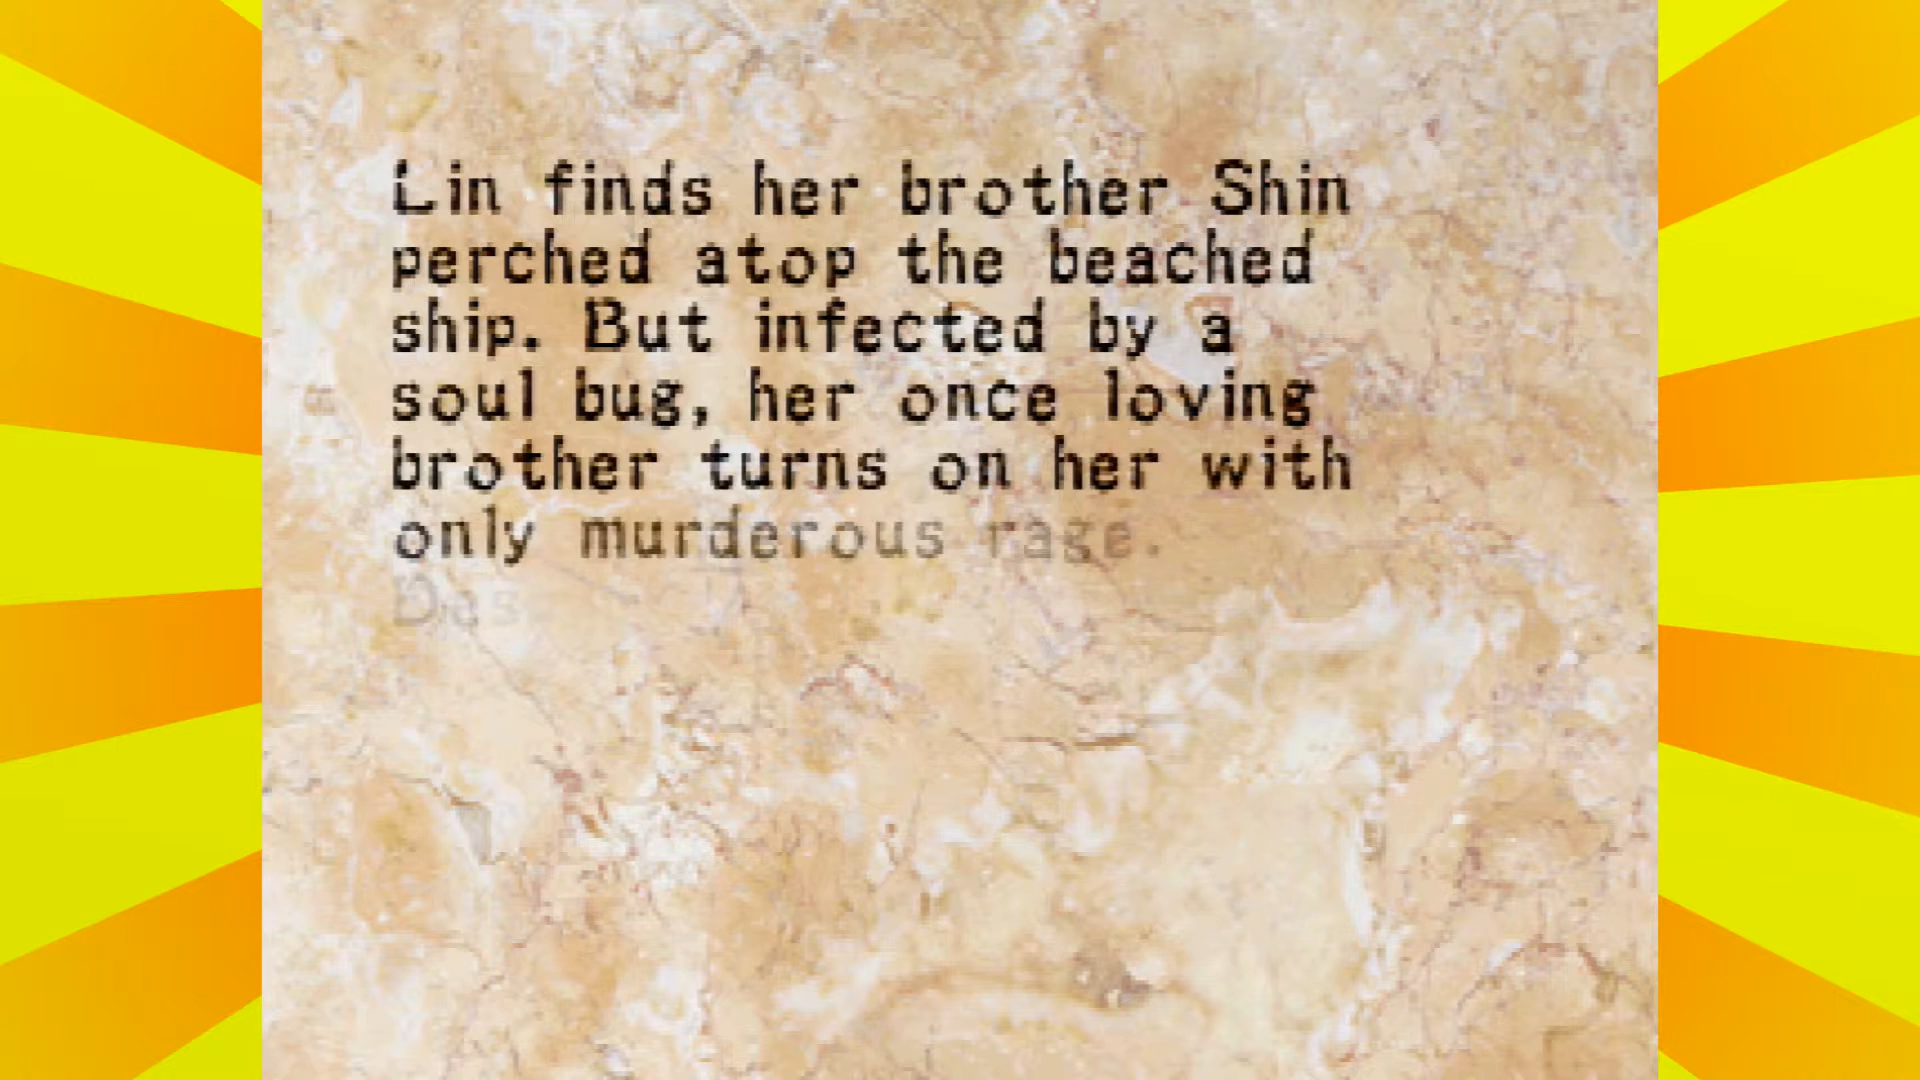 Lin finds her brother Shin
perched atop the beached
ship. But infected by a
soul bug, her once loving
brother turns on her with
only murderous rage.